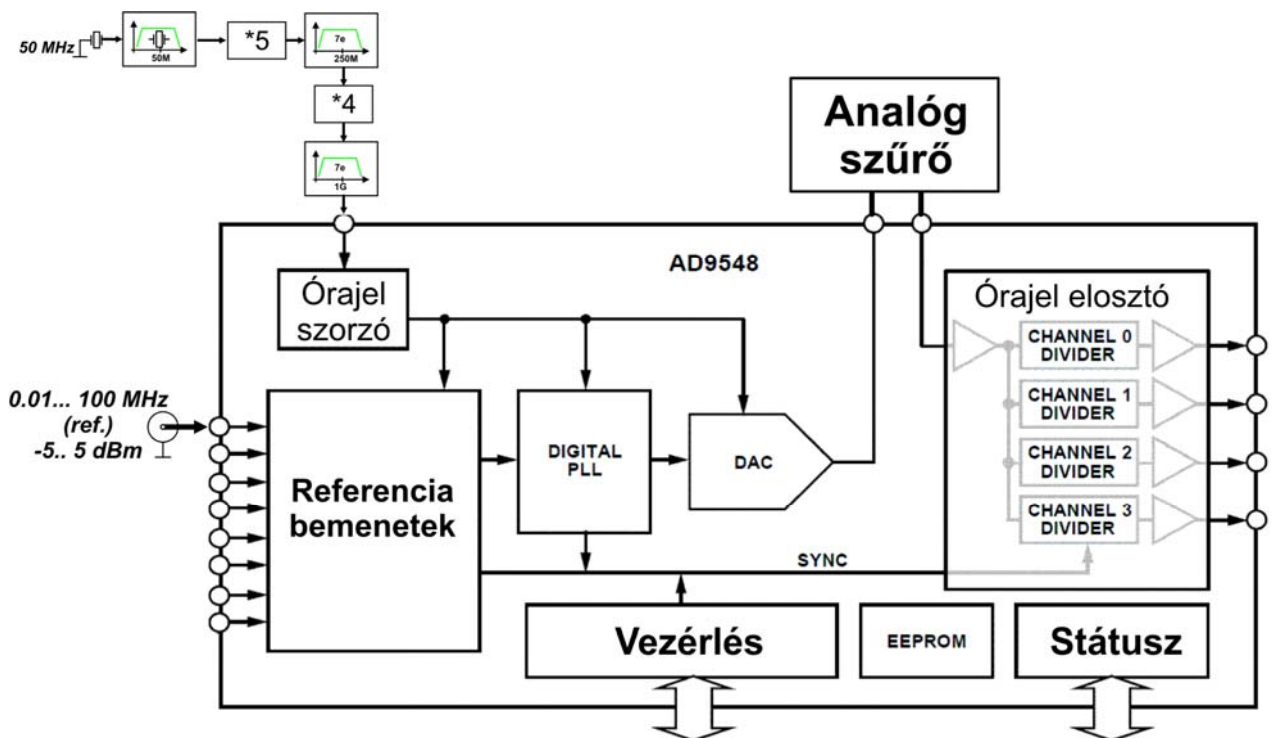 50 MHz
50M
*5
7e
250M
*4
7e
1G
Analóg
szűrő
AD9548
Órajel
szorzó
Órajel elosztó
CHANNEL 0
DIVIDER
CHANNEL 1
DIVIDER
CHANNEL 2
DIVIDER
CHANNEL 3
DIVIDER
0.01... 100 MHz
(ref.)
-5.. 5 dBm
Referencia
bemenetek
DIGITAL
PLL
DAC
SYNC
Vezérlés
EEPROM
Státusz